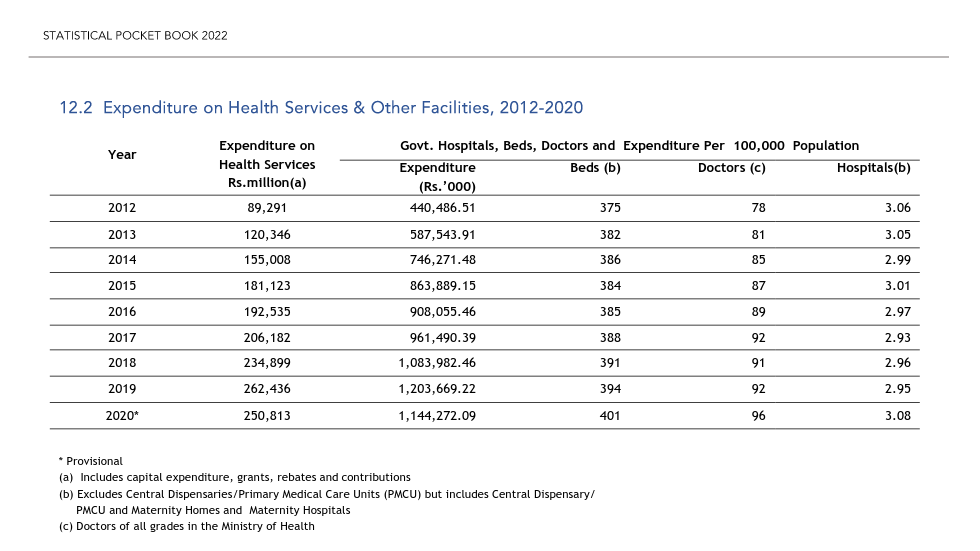 STATISTICAL POCKET BOOK 2022
12.2 Expenditure on Health Services & Other Facilities, 2012-2020
Year
Expenditure on
Health Services
Rs.million(a)
Govt. Hospitals, Beds, Doctors and Expenditure Per 100,000 Population
Expenditure
(Rs.’000)
Beds (b)
Doctors (c)
Hospitals(b)
2012 89,291 440,486.51 375 78 3.06
2013 120,346 587,543.91 382 81 3.05
2014 155,008 746,271.48 386 85 2.99
2015 181,123 863,889.15 384 87 3.01
2016 192,535 908,055.46 385 89 2.97
2017 206,182 961,490.39 388 92 2.93
2018 234,899 1,083,982.46 391 91 2.96
2019 262,436 1,203,669.22 394 92 2.95
2020* 250,813 1,144,272.09 401 96 3.08
* Provisional
(a) Includes capital expenditure, grants, rebates and contributions
(b) Excludes Central Dispensaries/Primary Medical Care Units (PMCU) but includes Central Dispensary/
PMCU and Maternity Homes and Maternity Hospitals
(c) Doctors of all grades in the Ministry of Health